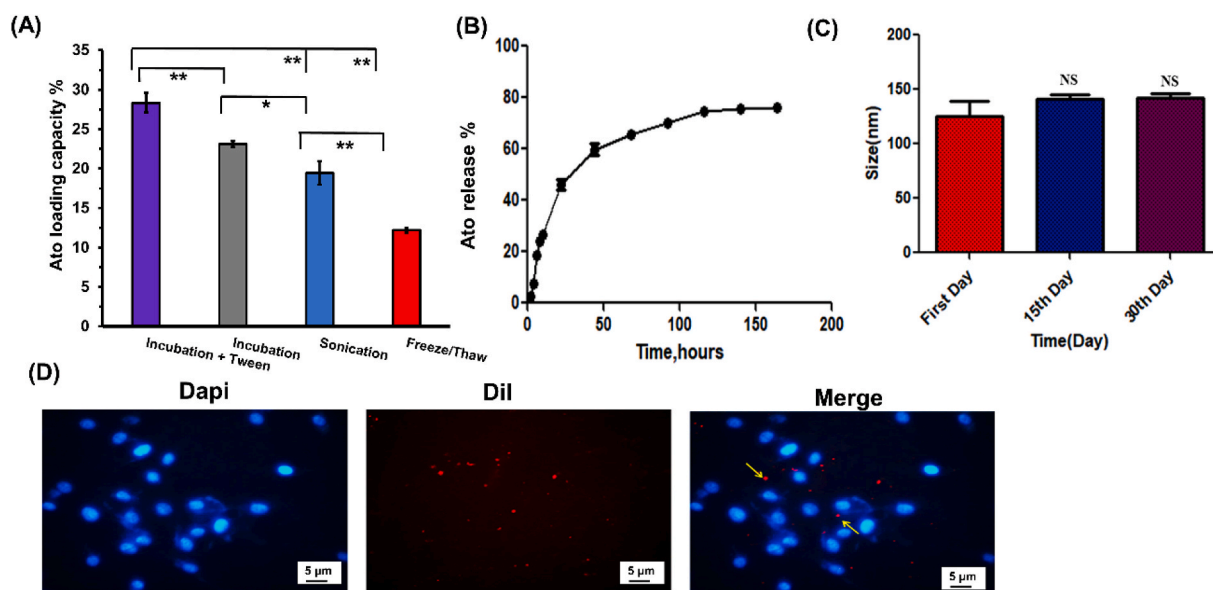 (A)
Ato loading capacity %
35
30
25
20
15
10
5
0
**
**
**
*
**
Incubation + Tween
Incubation
Sonication
Freeze/Thaw
(B)
Ato release %
100
80
60
40
20
0
0
50
100
150
200
Time,hours
(C)
Size(nm)
200
150
100
50
0
NS
NS
First Day
15th Day
30th Day
Time(Day)
(D)
Dapi
Dil
Merge
5 µm
5 µm
5 µm